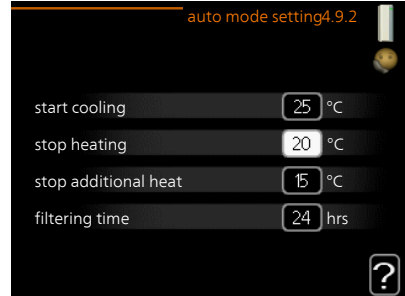 auto mode setting4.9.2
start cooling 25 °C
stop heating 20 °C
stop additional heat 15 °C
filtering time 24 hrs
?